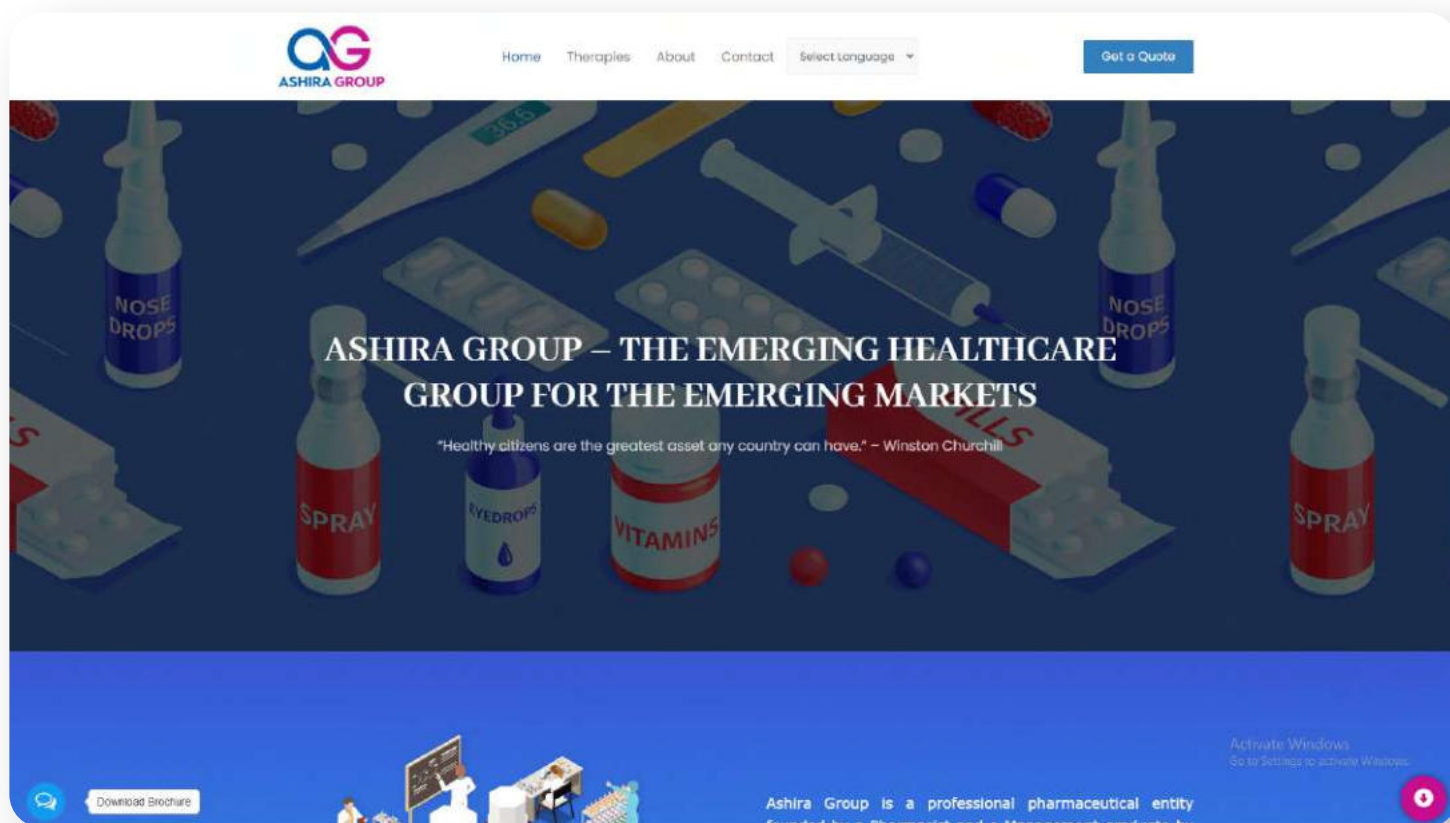 ASHIRA GROUP
Home Therapies About Contact Select Language Get a Quote
36.6
NOSE DROPS
NOSE DROPS
ASHIRA GROUP – THE EMERGING HEALTHCARE
GROUP FOR THE EMERGING MARKETS
"Healthy citizens are the greatest asset any country can have." – Winston Churchill
SPRAY
EYEDROPS
VITAMINS
SPRAY
Activate Windows
Go to Settings to activate Windows.
Download Brochure
Ashira Group is a professional pharmaceutical entity